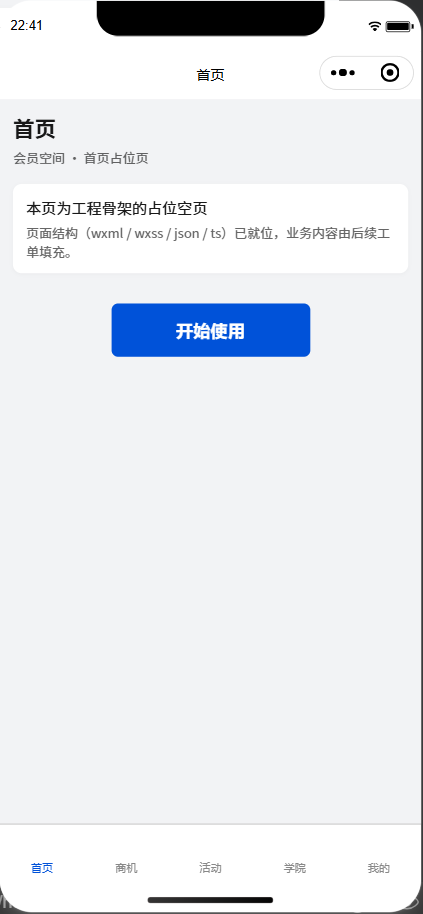 22:41
首页
首页
会员空间 · 首页占位页
本页为工程骨架的占位空页
页面结构（wxml / wxss / json / ts）已就位，业务内容由后续工
单填充。
开始使用
首页
商机
活动
学院
我的